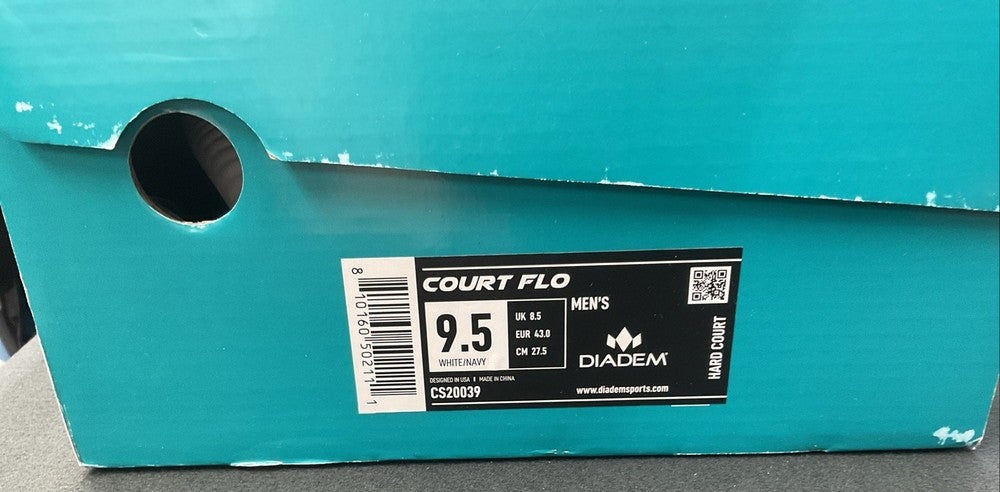 8 10160 50211 1
COURT FLO
MEN'S
9.5
WHITE/NAVY
UK 8.5
EUR 43.0
CM 27.5
DIADEM
HARD COURT
DESIGNED IN USA | MADE IN CHINA
CS20039
www.diademsports.com